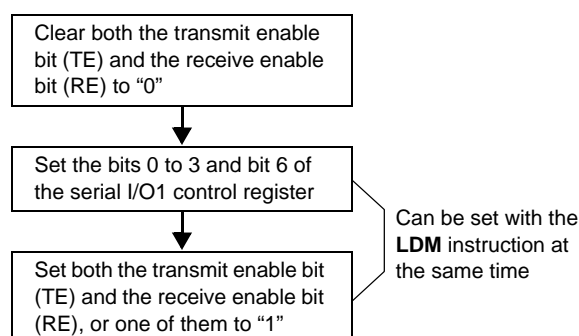 Clear both the transmit enable
bit (TE) and the receive enable
bit (RE) to “0”
Set the bits 0 to 3 and bit 6 of
the serial I/O1 control register
Can be set with the
LDM instruction at
the same time
Set both the transmit enable bit
(TE) and the receive enable bit
(RE), or one of them to “1”